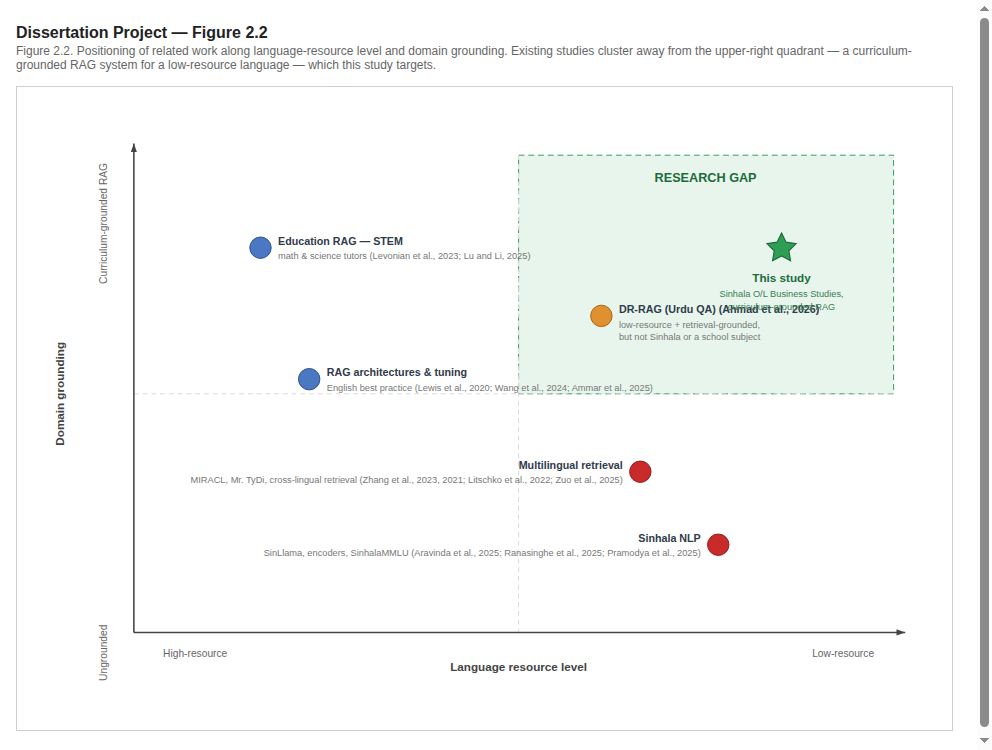 Dissertation Project — Figure 2.2
Figure 2.2. Positioning of related work along language-resource level and domain grounding. Existing studies cluster away from the upper-right quadrant — a curriculum-
grounded RAG system for a low-resource language — which this study targets.
Curriculum-grounded RAG
RESEARCH GAP
Education RAG — STEM
math & science tutors (Levonian et al., 2023; Lu and Li, 2025)
This study
Sinhala O/L Business Studies,
curriculum-grounded RAG
DR-RAG (Urdu QA) (Ahmad et al., 2026)
low-resource + retrieval-grounded,
but not Sinhala or a school subject
RAG architectures & tuning
English best practice (Lewis et al., 2020; Wang et al., 2024; Ammar et al., 2025)
Domain grounding
Multilingual retrieval
MIRACL, Mr. TyDi, cross-lingual retrieval (Zhang et al., 2023, 2021; Litschko et al., 2022; Zuo et al., 2025)
Sinhala NLP
SinLlama, encoders, SinhalaMMLU (Aravinda et al., 2025; Ranasinghe et al., 2025; Pramodya et al., 2025)
Ungrounded
High-resource
Low-resource
Language resource level